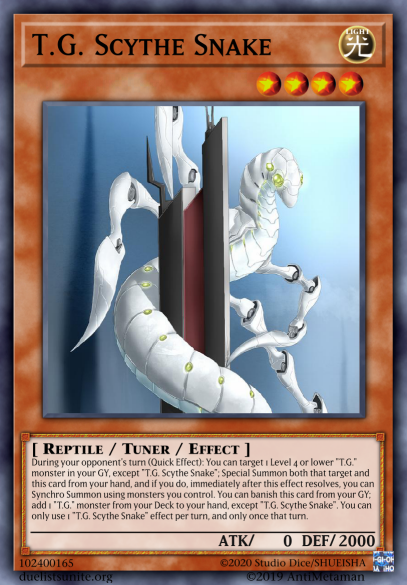 T.G. Scythe Snake
LIGHT
光
[ Reptile / Tuner / Effect ]
During your opponent's turn (Quick Effect): You can target 1 Level 4 or lower "T.G."
monster in your GY, except "T.G. Scythe Snake"; Special Summon both that target and
this card from your hand, and if you do, immediately after this effect resolves, you can
Synchro Summon using monsters you control. You can banish this card from your GY;
add 1 "T.G." monster from your Deck to your hand, except "T.G. Scythe Snake". You can
only use 1 "T.G. Scythe Snake" effect per turn, and only once that turn.
ATK/ 0 DEF/ 2000
102400165
©2020 Studio Dice/SHUEISHA
duelistsunite.org
©2019 AntiMetaman